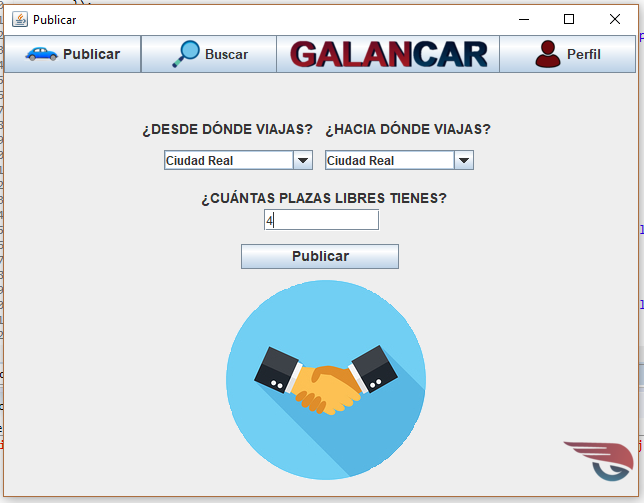 Publicar
Publicar Buscar GALANCAR Perfil
¿DESDE DÓNDE VIAJAS? ¿HACIA DÓNDE VIAJAS?
Ciudad Real Ciudad Real
¿CUÁNTAS PLAZAS LIBRES TIENES?
4
Publicar